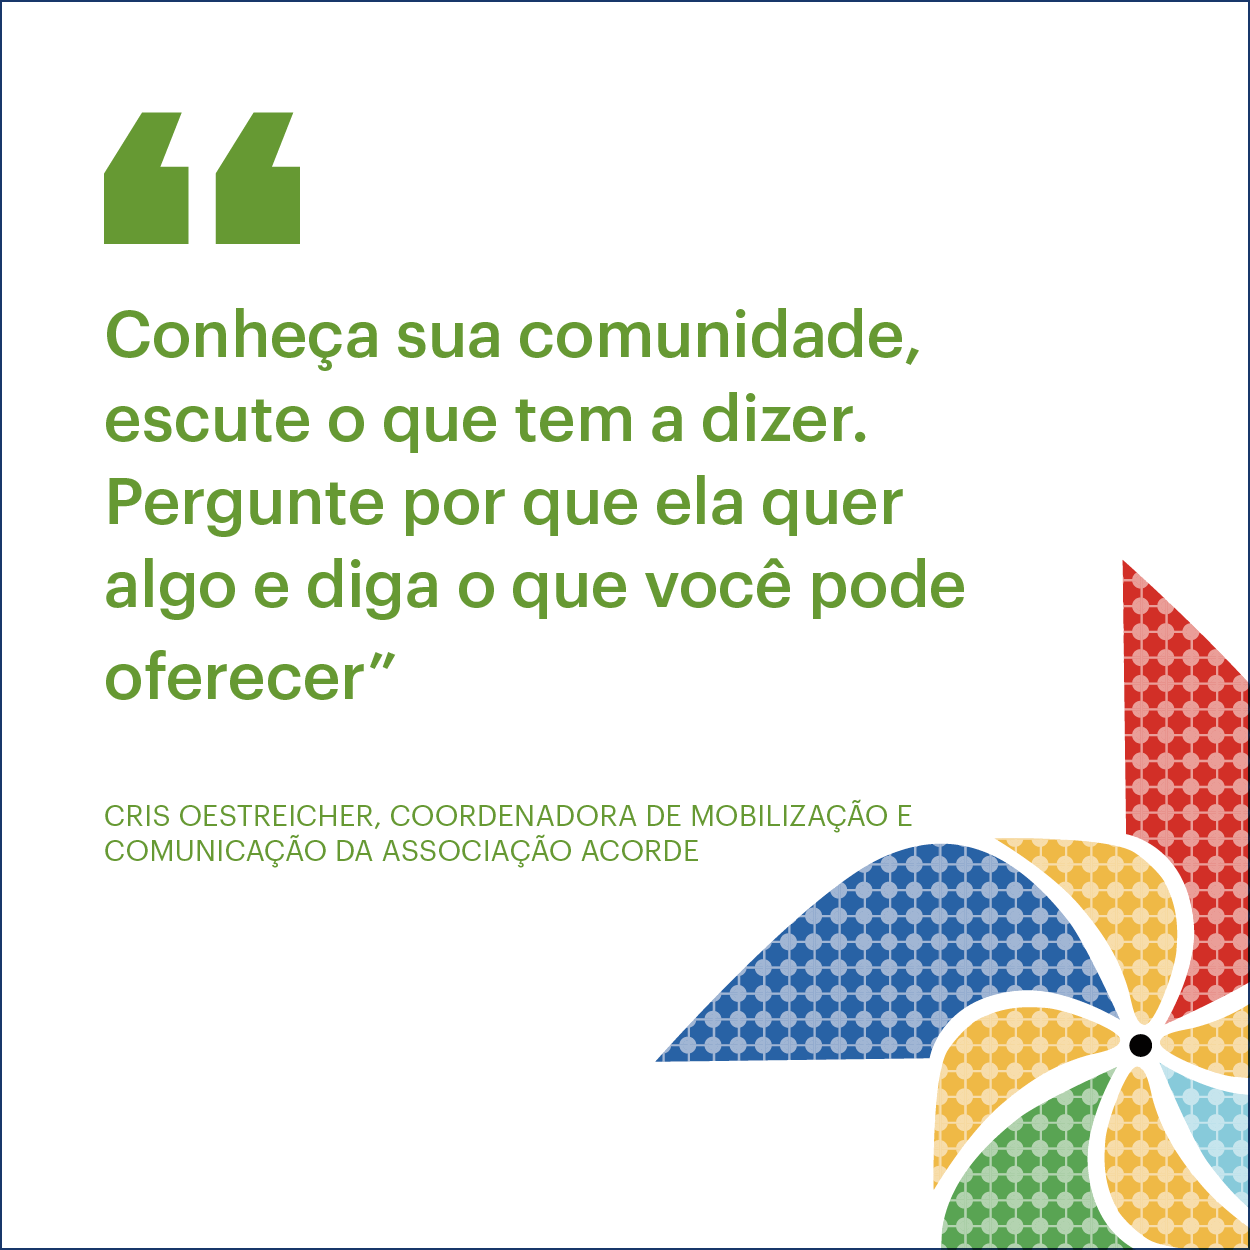 “
Conheça sua comunidade,
escute o que tem a dizer.
Pergunte por que ela quer
algo e diga o que você pode
oferecer”
CRIS OESTREICHER, COORDENADORA DE MOBILIZAÇÃO E
COMUNICAÇÃO DA ASSOCIAÇÃO ACORDE